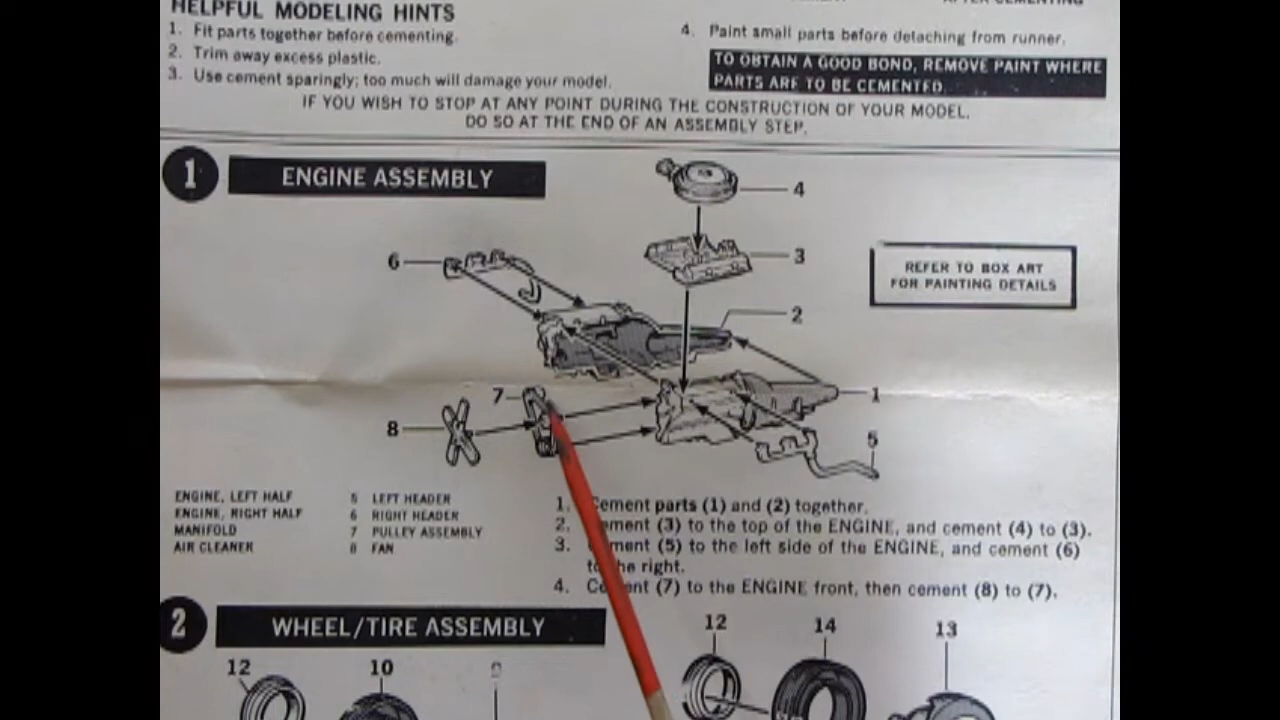 HELPFUL MODELING HINTS
1. Fit parts together before cementing.
2. Trim away excess plastic.
3. Use cement sparingly; too much will damage your model.
4. Paint small parts before detaching from runner.
TO OBTAIN A GOOD BOND, REMOVE PAINT WHERE
PARTS ARE TO BE CEMENTED.
IF YOU WISH TO STOP AT ANY POINT DURING THE CONSTRUCTION OF YOUR MODEL,
DO SO AT THE END OF AN ASSEMBLY STEP.
1 ENGINE ASSEMBLY
4
3
6
REFER TO BOX ART
FOR PAINTING DETAILS
2
7
1
8
5
ENGINE, LEFT HALF
ENGINE, RIGHT HALF
MANIFOLD
AIR CLEANER
5 LEFT HEADER
6 RIGHT HEADER
7 PULLEY ASSEMBLY
8 FAN
1. Cement parts (1) and (2) together.
2. Cement (3) to the top of the ENGINE, and cement (4) to (3).
3. Cement (5) to the left side of the ENGINE, and cement (6)
to the right.
4. Cement (7) to the ENGINE front, then cement (8) to (7).
2 WHEEL/TIRE ASSEMBLY
12
10
9
12
14
13